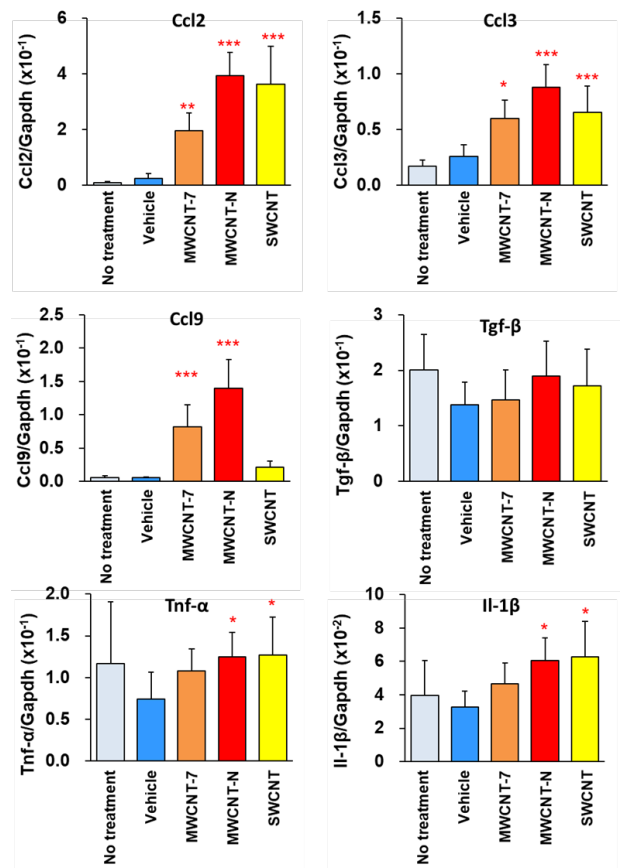 Ccl2
Ccl2/Gapdh (x10-1)
6
4
2
0
**
***
***
No treatment
Vehicle
MWCNT-7
MWCNT-N
SWCNT
Ccl3
Ccl3/Gapdh (x10-1)
1.5
1.0
0.5
0.0
*
***
***
No treatment
Vehicle
MWCNT-7
MWCNT-N
SWCNT
Ccl9
Ccl9/Gapdh (x10-1)
2.5
2.0
1.5
1.0
0.5
0.0
***
***
No treatment
Vehicle
MWCNT-7
MWCNT-N
SWCNT
Tgf-β
Tgf-β/Gapdh (x10-1)
3
2
1
0
No treatment
Vehicle
MWCNT-7
MWCNT-N
SWCNT
Tnf-α
Tnf-α/Gapdh (x10-1)
2.0
1.5
1.0
0.5
0.0
*
*
No treatment
Vehicle
MWCNT-7
MWCNT-N
SWCNT
Il-1β
Il-1β/Gapdh (x10-2)
8
6
4
2
0
*
*
No treatment
Vehicle
MWCNT-7
MWCNT-N
SWCNT